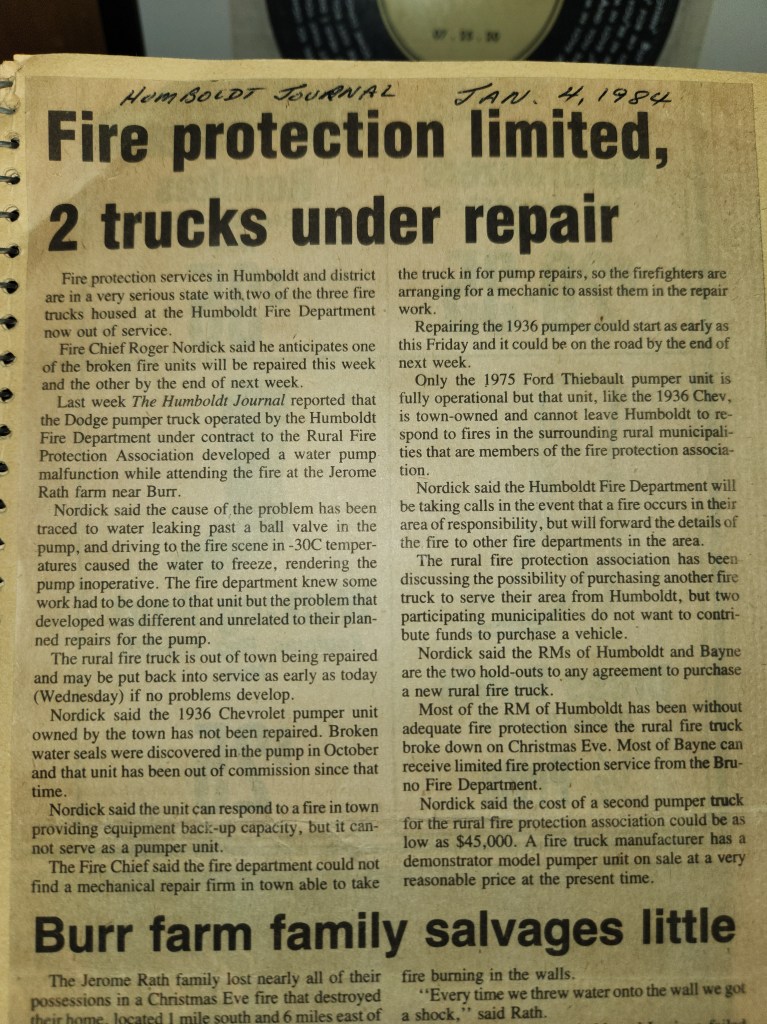 HUMBOLDT JOURNAL JAN. 4, 1984
Fire protection limited,
2 trucks under repair
Fire protection services in Humboldt and district
are in a very serious state with two of the three fire
trucks housed at the Humboldt Fire Department
now out of service.
Fire Chief Roger Nordick said he anticipates one
of the broken fire units will be repaired this week
and the other by the end of next week.
Last week The Humboldt Journal reported that
the Dodge pumper truck operated by the Humboldt
Fire Department under contract to the Rural Fire
Protection Association developed a water pump
malfunction while attending the fire at the Jerome
Rath farm near Burr.
Nordick said the cause of the problem has been
traced to water leaking past a ball valve in the
pump, and driving to the fire scene in -30C temper-
atures caused the water to freeze, rendering the
pump inoperative. The fire department knew some
work had to be done to that unit but the problem that
developed was different and unrelated to their plan-
ned repairs for the pump.
The rural fire truck is out of town being repaired
and may be put back into service as early as today
(Wednesday) if no problems develop.
Nordick said the 1936 Chevrolet pumper unit
owned by the town has not been repaired. Broken
water seals were discovered in the pump in October
and that unit has been out of commission since that
time.
Nordick said the unit can respond to a fire in town
providing equipment back-up capacity, but it can-
not serve as a pumper unit.
The Fire Chief said the fire department could not
find a mechanical repair firm in town able to take
the truck in for pump repairs, so the firefighters are
arranging for a mechanic to assist them in the repair
work.
Repairing the 1936 pumper could start as early as
this Friday and it could be on the road by the end of
next week.
Only the 1975 Ford Thiebault pumper unit is
fully operational but that unit, like the 1936 Chev,
is town-owned and cannot leave Humboldt to re-
spond to fires in the surrounding rural municipali-
ties that are members of the fire protection associa-
tion.
Nordick said the Humboldt Fire Department will
be taking calls in the event that a fire occurs in their
area of responsibility, but will forward the details of
the fire to other fire departments in the area.
The rural fire protection association has been
discussing the possibility of purchasing another fire
truck to serve their area from Humboldt, but two
participating municipalities do not want to contri-
bute funds to purchase a vehicle.
Nordick said the RMs of Humboldt and Bayne
are the two hold-outs to any agreement to purchase
a new rural fire truck.
Most of the RM of Humboldt has been without
adequate fire protection since the rural fire truck
broke down on Christmas Eve. Most of Bayne can
receive limited fire protection service from the Bru-
no Fire Department.
Nordick said the cost of a second pumper truck
for the rural fire protection association could be as
low as $45,000. A fire truck manufacturer has a
demonstrator model pumper unit on sale at a very
reasonable price at the present time.
Burr farm family salvages little
The Jerome Rath family lost nearly all of their
possessions in a Christmas Eve fire that destroyed
their home, located 1 mile south and 6 miles east of
fire burning in the walls.
"Every time we threw water onto the wall we got
a shock," said Rath.